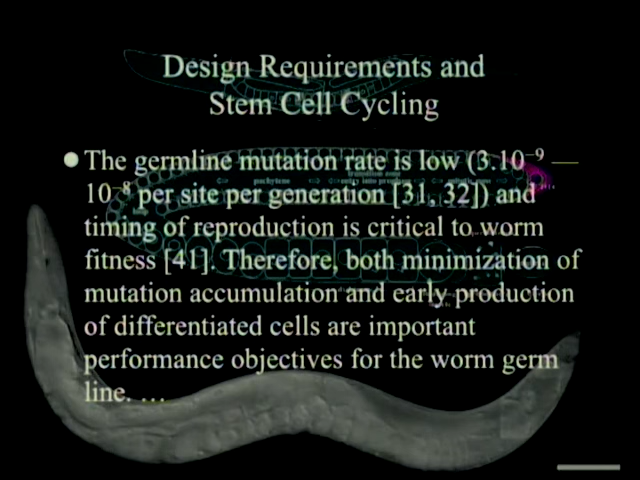 Design Requirements and
Stem Cell Cycling
The germline mutation rate is low (3.10⁻⁹ —
10⁻⁸ per site per generation [31, 32]) and
timing of reproduction is critical to worm
fitness [41]. Therefore, both minimization of
mutation accumulation and early production
of differentiated cells are important
performance objectives for the worm germ
line. …